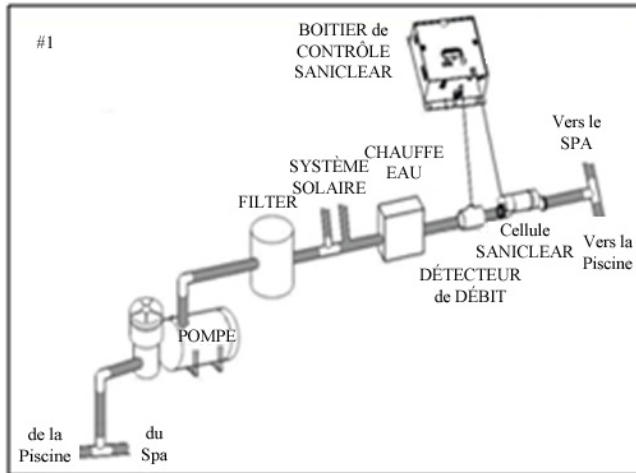 #1
BOITIER de
CONTRÔLE
SANICLEAR
Vers le
SPA
CHAUFFE
EAU
SYSTÈME
SOLAIRE
FILTER
Cellule
SANICLEAR
Vers la
Piscine
DÉTECTEUR
de DÉBIT
POMPE
de la
Piscine
du
Spa